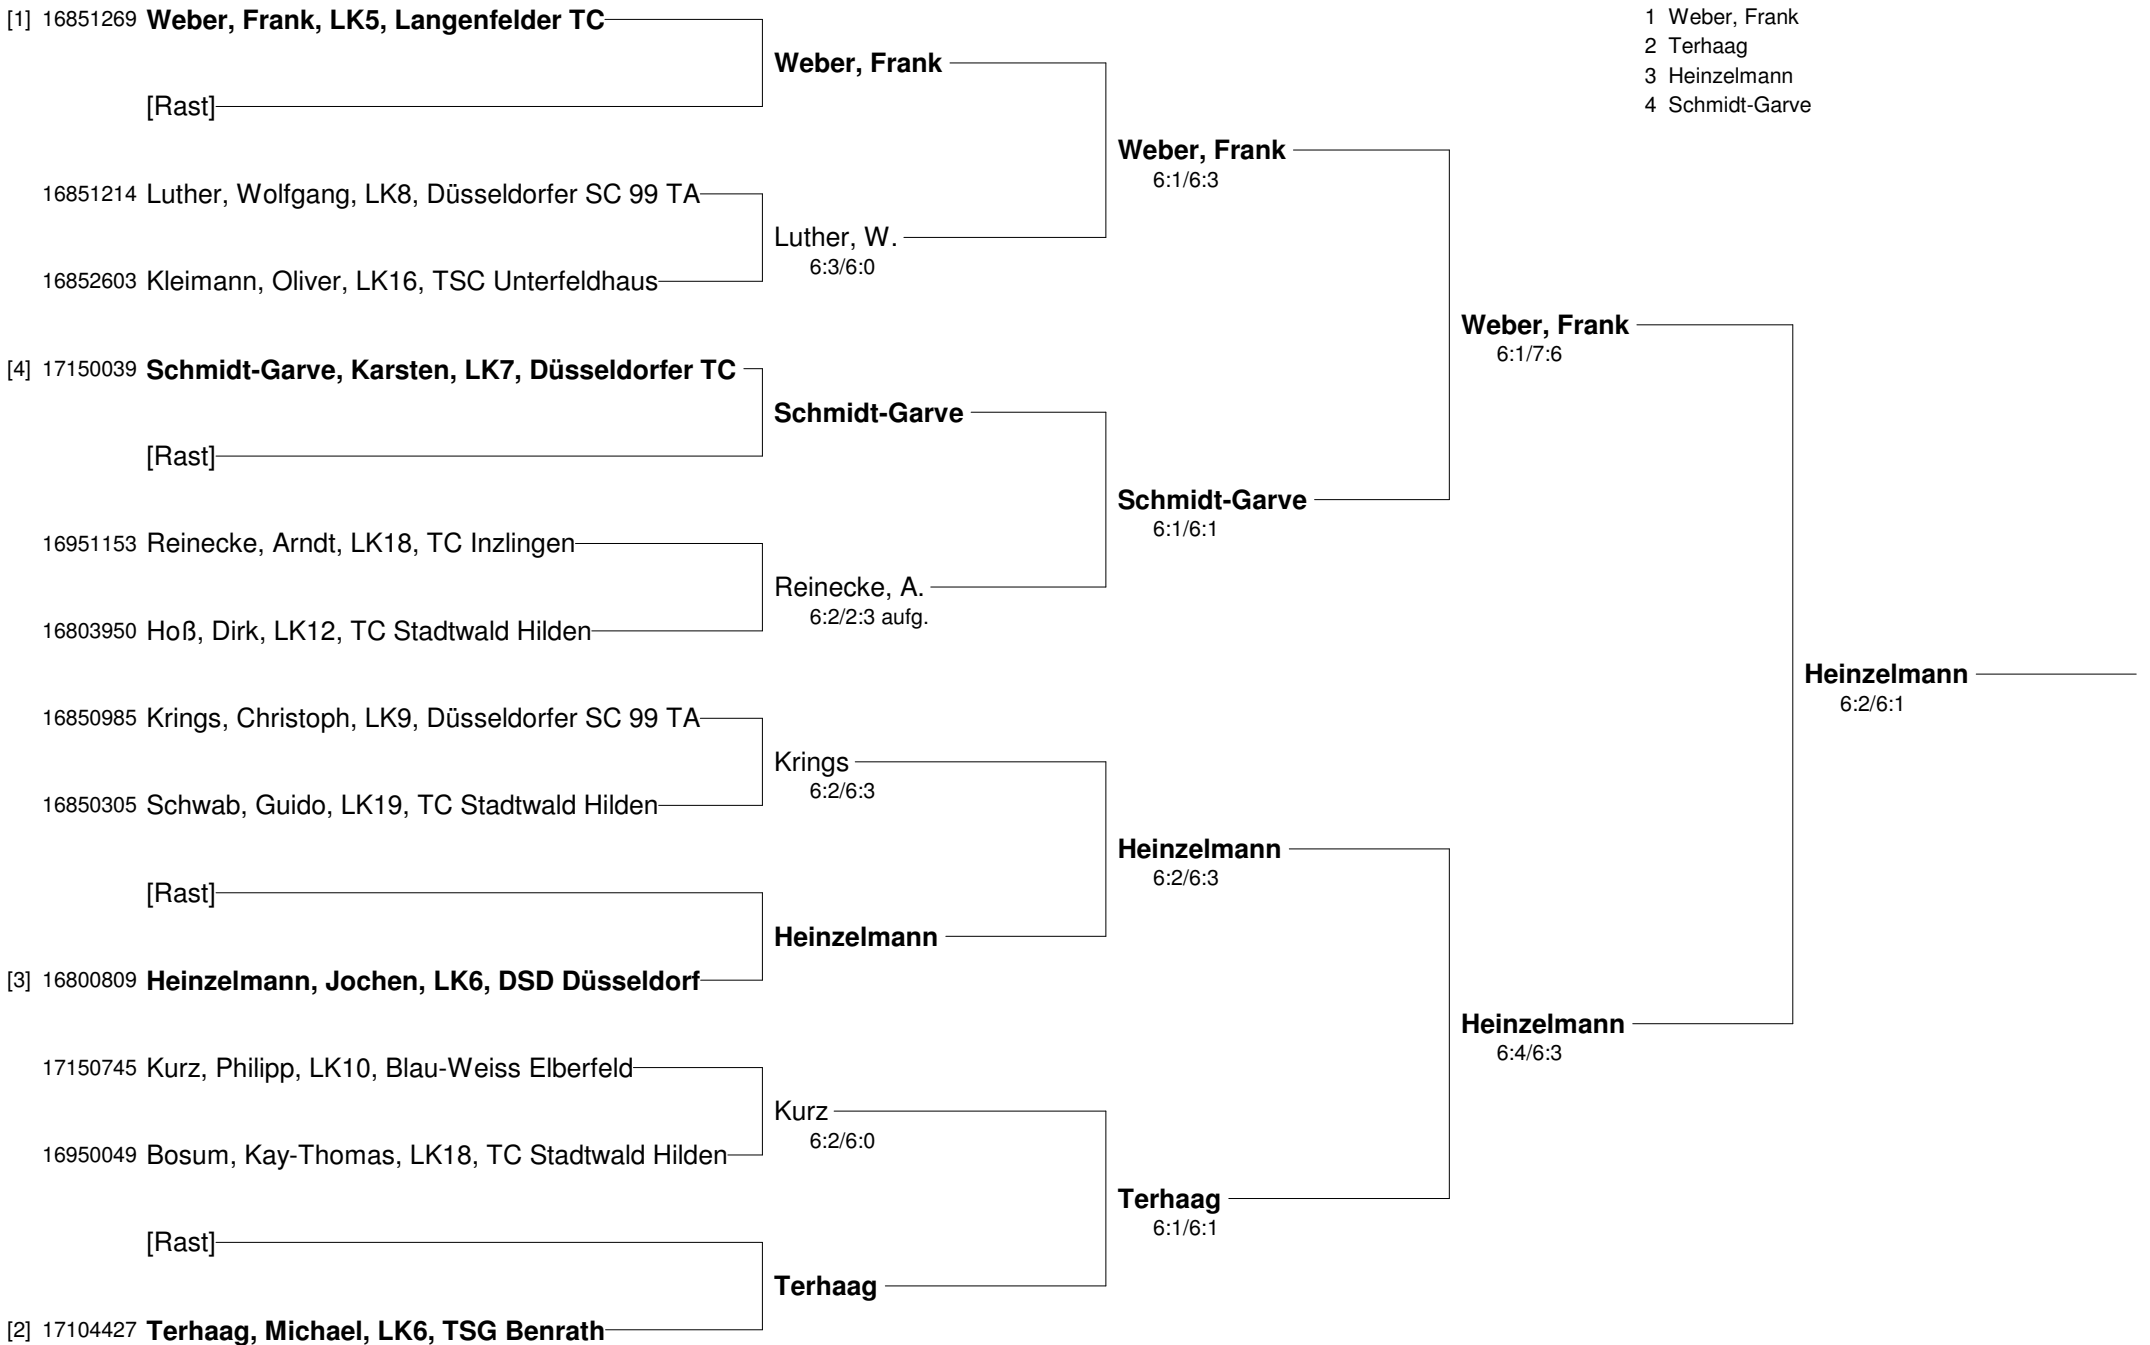 [1] 16851269 Weber, Frank, LK5, Langenfelder TC
[Rast]
16851214 Luther, Wolfgang, LK8, Düsseldorfer SC 99 TA
16852603 Kleimann, Oliver, LK16, TSC Unterfeldhaus
[4] 17150039 Schmidt-Garve, Karsten, LK7, Düsseldorfer TC
[Rast]
16951153 Reinecke, Arndt, LK18, TC Inzlingen
16803950 Hoß, Dirk, LK12, TC Stadtwald Hilden
16850985 Krings, Christoph, LK9, Düsseldorfer SC 99 TA
16850305 Schwab, Guido, LK19, TC Stadtwald Hilden
[Rast]
[3] 16800809 Heinzelmann, Jochen, LK6, DSD Düsseldorf
17150745 Kurz, Philipp, LK10, Blau-Weiss Elberfeld
16950049 Bosum, Kay-Thomas, LK18, TC Stadtwald Hilden
[Rast]
[2] 17104427 Terhaag, Michael, LK6, TSG Benrath
Weber, Frank
Luther, W.
6:3/6:0
Schmidt-Garve
Reinecke, A.
6:2/2:3 aufg.
Krings
6:2/6:3
Heinzelmann
Kurz
6:2/6:0
Terhaag
Weber, Frank
6:1/6:3
Schmidt-Garve
6:1/6:1
Heinzelmann
6:2/6:3
Terhaag
6:1/6:1
Weber, Frank
6:1/7:6
Heinzelmann
6:4/6:3
Heinzelmann
6:2/6:1
1 Weber, Frank
2 Terhaag
3 Heinzelmann
4 Schmidt-Garve